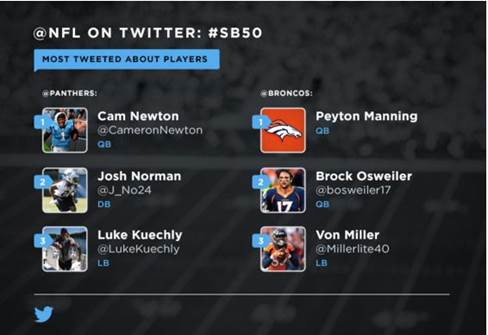 @NFL ON TWITTER: #SB50
MOST TWEETED ABOUT PLAYERS
@PANTHERS:
1
Cam Newton
@CameronNewton
QB
2
Josh Norman
@J_No24
DB
3
Luke Kuechly
@LukeKuechly
LB
@BRONCOS:
1
Peyton Manning
QB
2
Brock Osweiler
@bosweiler17
QB
17
3
Von Miller
@Millerlite40
LB